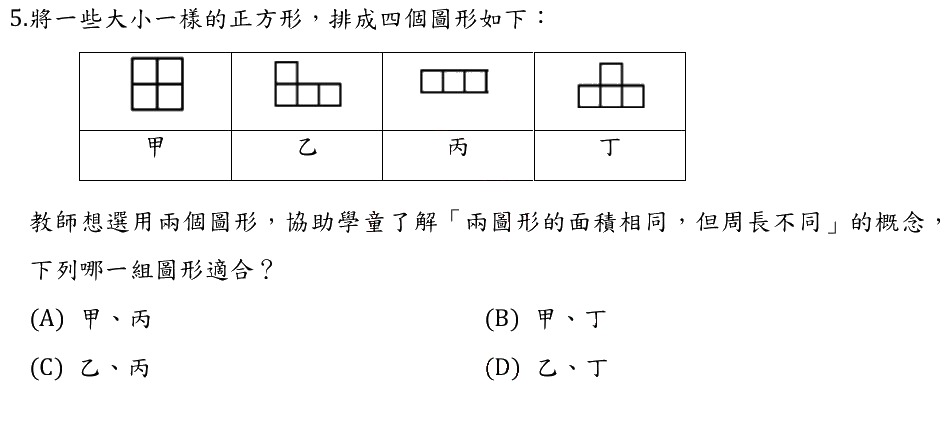 5.將一些大小一樣的正方形，排成四個圖形如下：
甲 乙 丙 丁
教師想選用兩個圖形，協助學童了解「兩圖形的面積相同，但周長不同」的概念，
下列哪一組圖形適合？
(A) 甲、丙 (B) 甲、丁
(C) 乙、丙 (D) 乙、丁